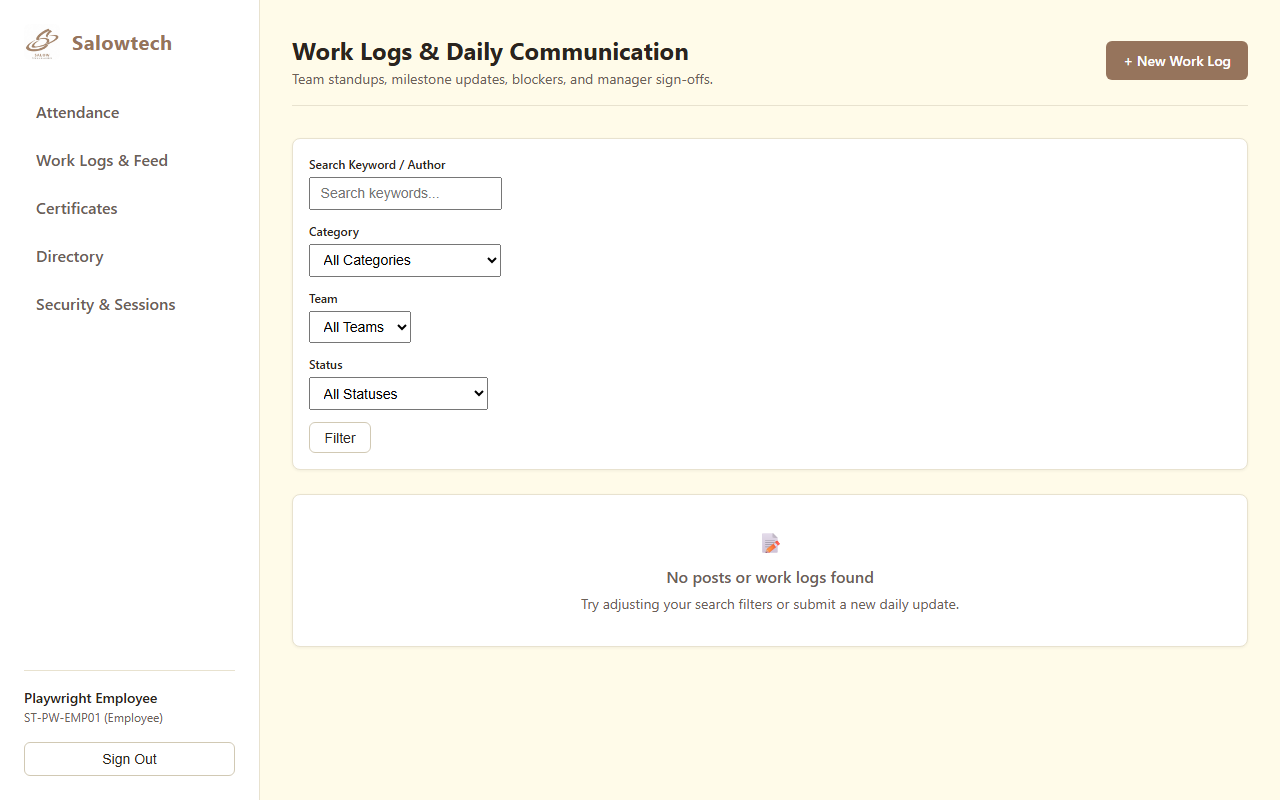 Salowtech
Attendance
Work Logs & Feed
Certificates
Directory
Security & Sessions
Playwright Employee
ST-PW-EMP01 (Employee)
Sign Out
Work Logs & Daily Communication
Team standups, milestone updates, blockers, and manager sign-offs.
+ New Work Log
Search Keyword / Author
Search keywords...
Category
All Categories
Team
All Teams
Status
All Statuses
Filter
No posts or work logs found
Try adjusting your search filters or submit a new daily update.